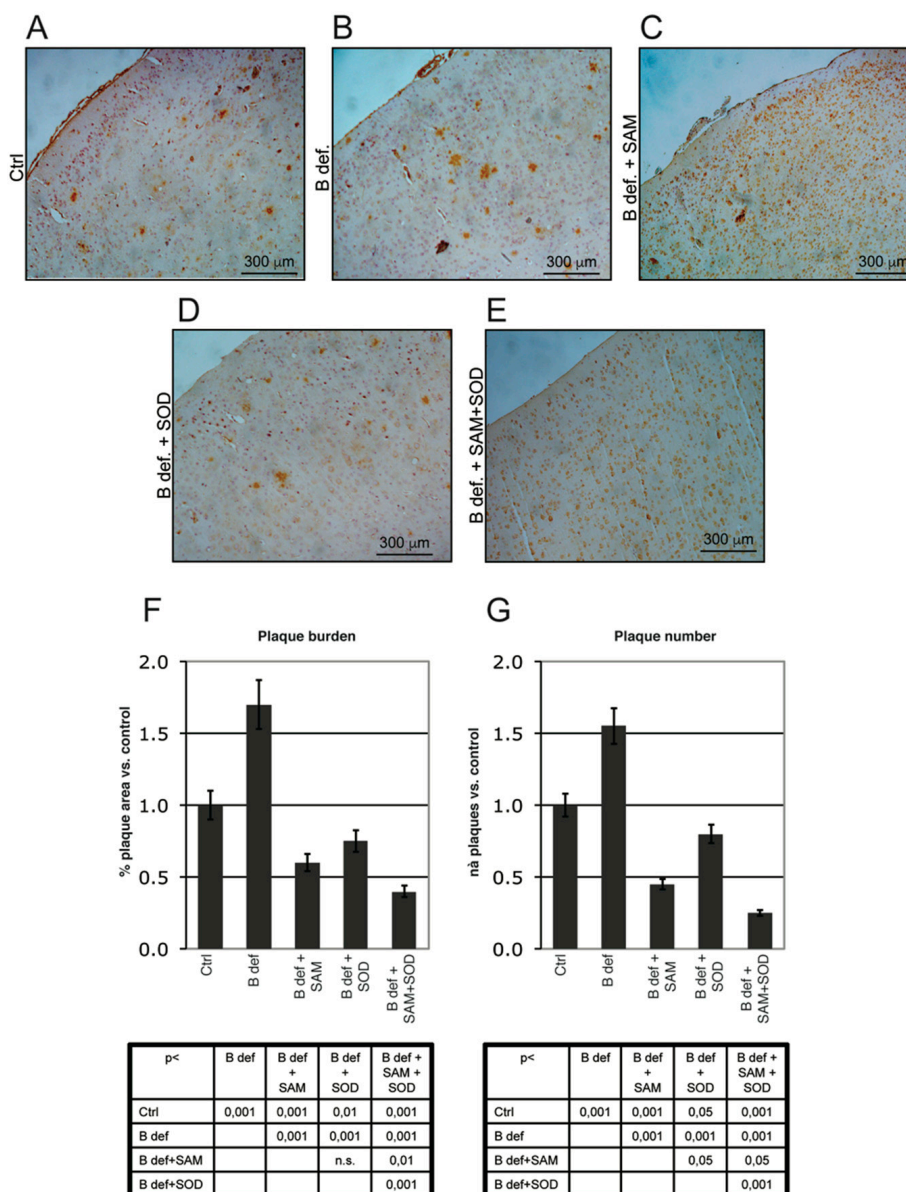 A
B
C
Ctrl
B def.
B def. + SAM
300 μm
300 μm
300 μm
D
E
B def. + SOD
B def. + SAM+SOD
300 μm
300 μm
F
G
Plaque burden
Plaque number
% plaque area vs. control
2.0
1.5
1.0
0.5
0.0
Ctrl
B def
B def +
SAM
B def +
SOD
B def +
SAM+SOD
nà plaques vs. control
2.0
1.5
1.0
0.5
0.0
Ctrl
B def
B def +
SAM
B def +
SOD
B def +
SAM+SOD
p< B def B def + SAM B def + SOD B def + SAM + SOD
Ctrl 0,001 0,001 0,01 0,001
B def 0,001 0,001 0,001
B def+SAM n.s. 0,01
B def+SOD 0,001
p< B def B def + SAM B def + SOD B def + SAM + SOD
Ctrl 0,001 0,001 0,05 0,001
B def 0,001 0,001 0,001
B def+SAM 0,05 0,05
B def+SOD 0,001